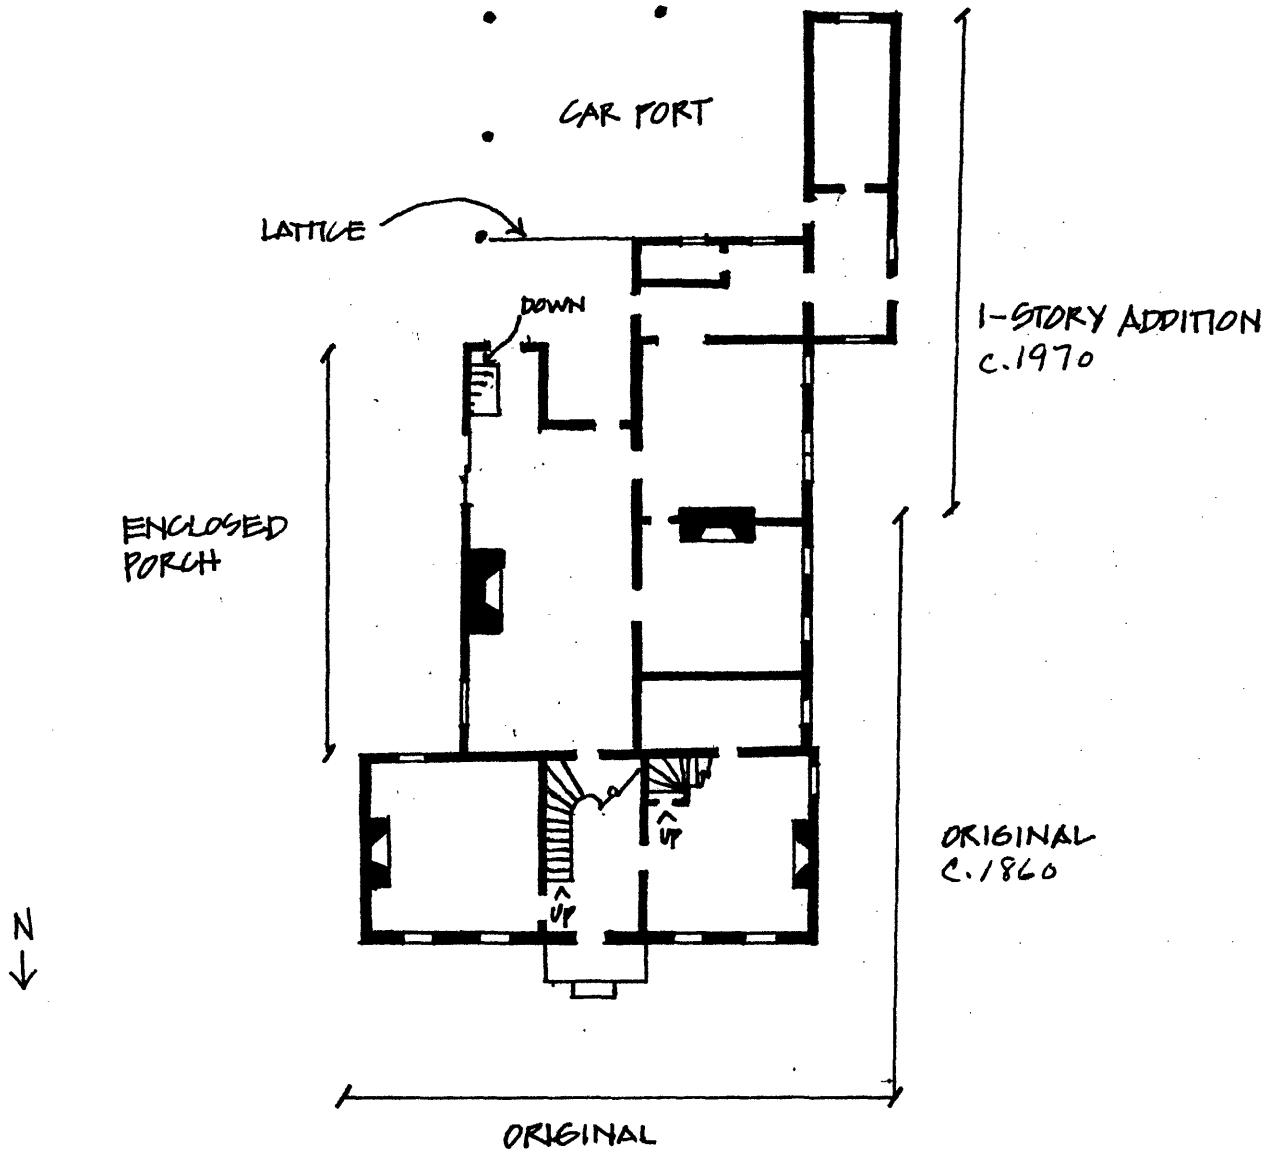 CAR PORT
LATTICE
DOWN
1-STORY ADDITION
c.1970
ENCLOSED
PORCH
UP
ORIGINAL
c.1860
UP
N
ORIGINAL